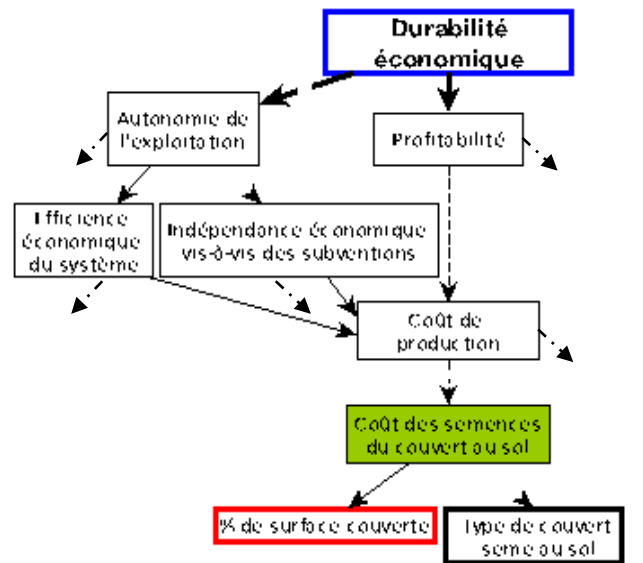 Durabilité
économique
Autonomie de
l'exploitation
Profitabilité
Efficience
économique
du système
Indépendance économique
vis-à-vis des subventions
Coût de
production
Coût des semences
du couvert au sol
% de surface couverte
Type de couvert
semé au sol